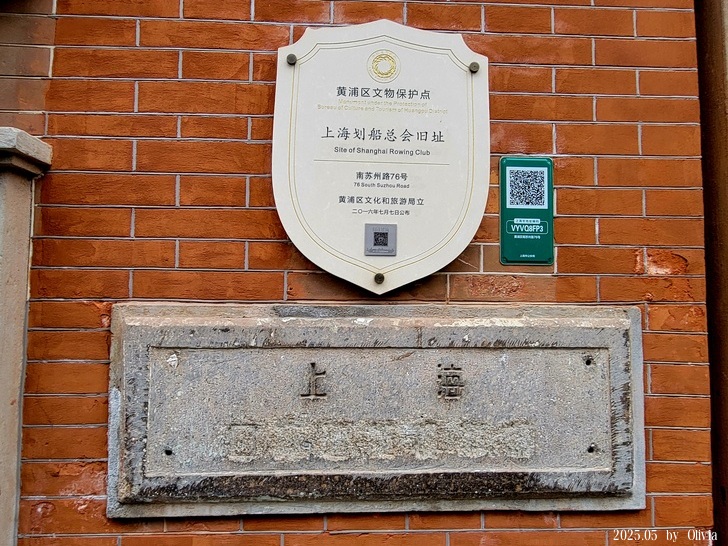 黄浦区文物保护点
Monument under the Protection of
Bureau of Culture and Tourism of Huangpu District
上海划船总会旧址
Site of Shanghai Rowing Club
南苏州路76号
76 South Suzhou Road
黄浦区文化和旅游局立
二〇一六年七月七日公布
VYVQ8FP3
上海
2025.05 by Olivia